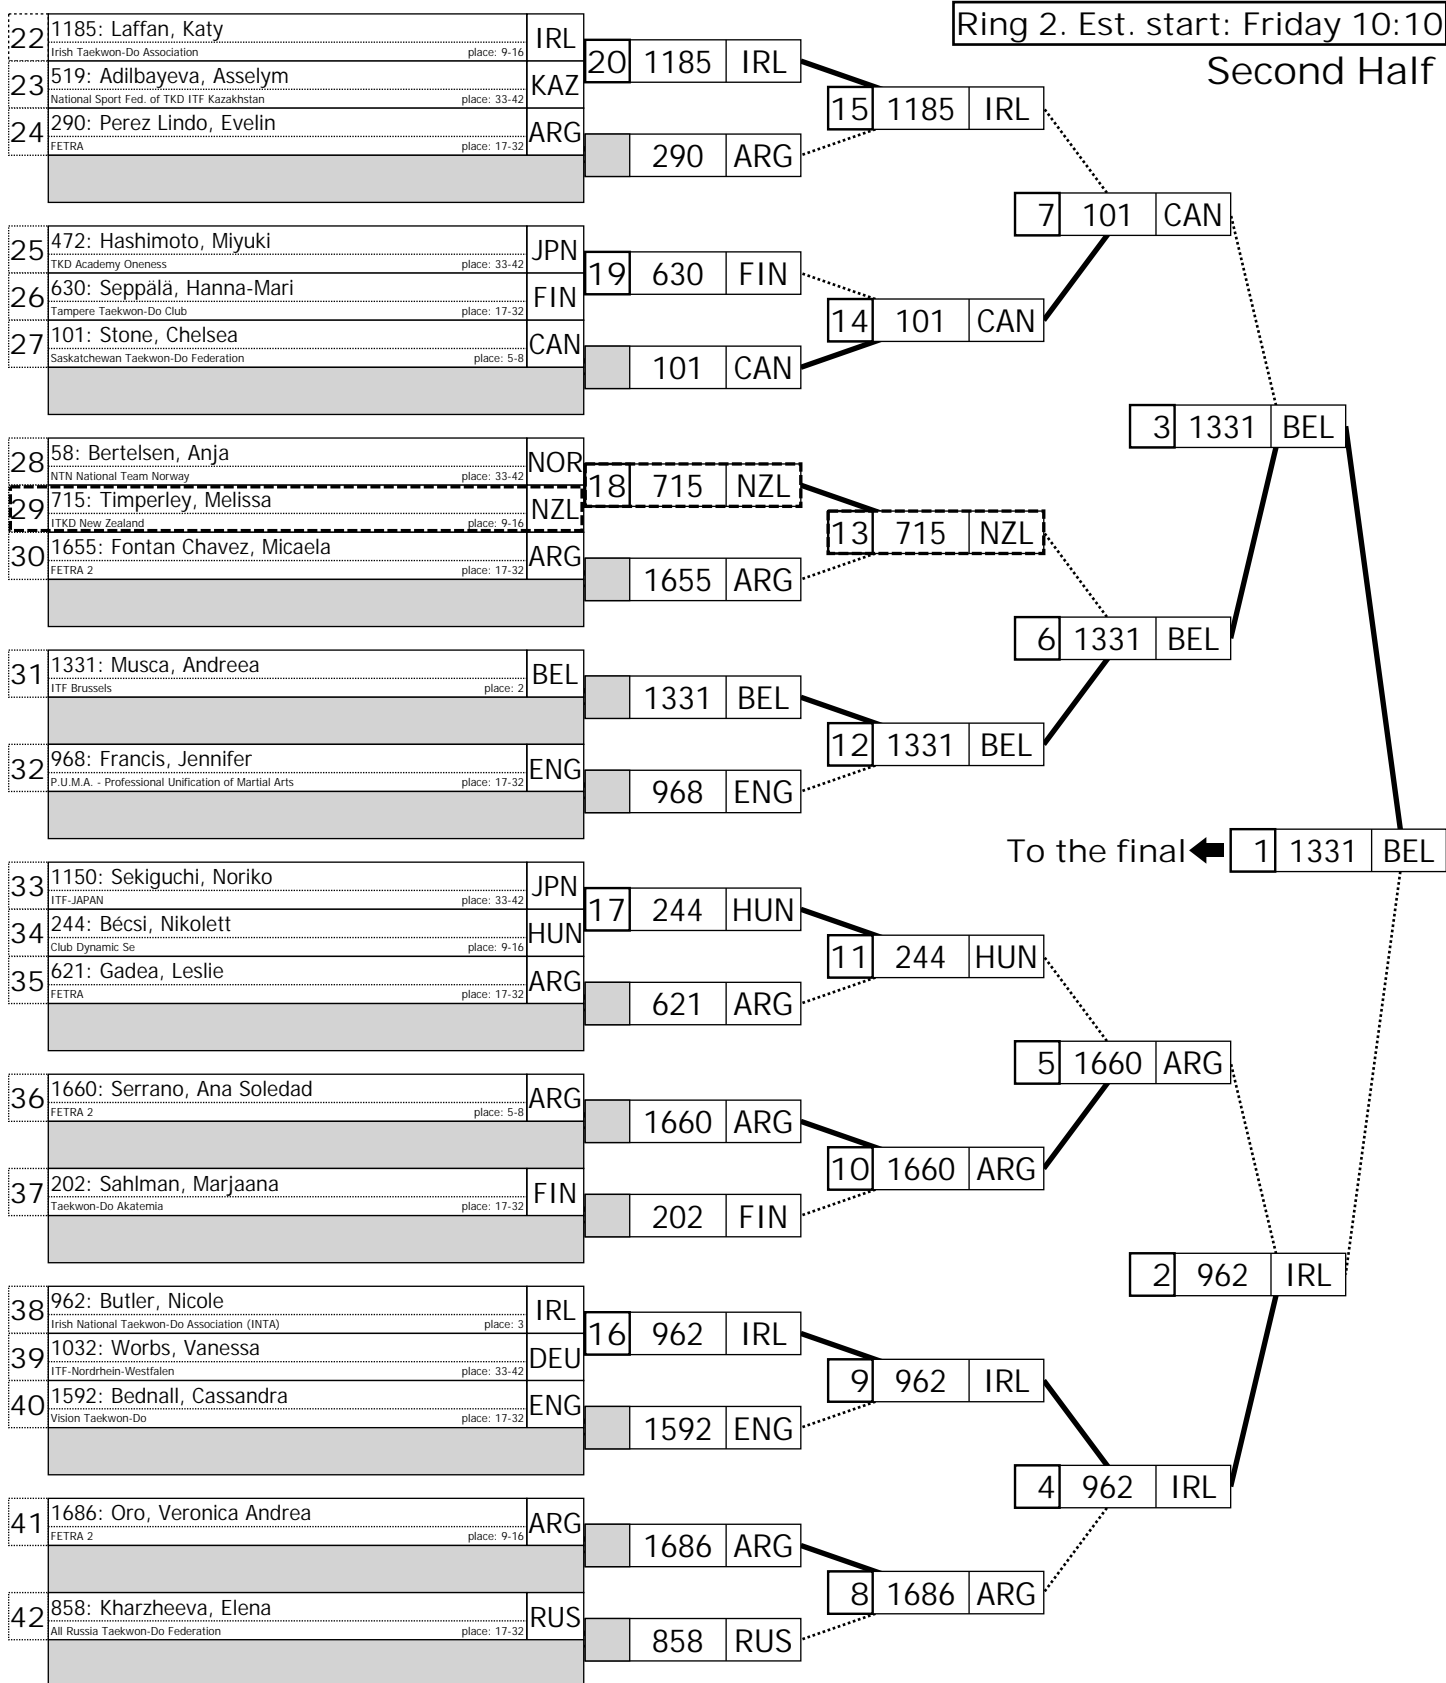 Ring 2. Est. start: Friday 10:10
Second Half
22 1185: Laffan, Katy IRL
Irish Taekwon-Do Association place: 9-16
23 519: Adilbayeva, Asselym KAZ
National Sport Fed. of TKD ITF Kazakhstan place: 33-42
24 290: Perez Lindo, Evelin ARG
FETRA place: 17-32
20 1185 IRL
290 ARG
15 1185 IRL
25 472: Hashimoto, Miyuki JPN
TKD Academy Oneness place: 33-42
26 630: Seppälä, Hanna-Mari FIN
Tampere Taekwon-Do Club place: 17-32
27 101: Stone, Chelsea CAN
Saskatchewan Taekwon-Do Federation place: 5-8
19 630 FIN
101 CAN
14 101 CAN
7 101 CAN
28 58: Bertelsen, Anja NOR
NTN National Team Norway place: 33-42
29 715: Timperley, Melissa NZL
ITKD New Zealand place: 9-16
30 1655: Fontan Chavez, Micaela ARG
FETRA 2 place: 17-32
18 715 NZL
1655 ARG
13 715 NZL
31 1331: Musca, Andreea BEL
ITF Brussels place: 2
32 968: Francis, Jennifer ENG
P.U.M.A. - Professional Unification of Martial Arts place: 17-32
1331 BEL
968 ENG
12 1331 BEL
6 1331 BEL
3 1331 BEL
To the final 1 1331 BEL
33 1150: Sekiguchi, Noriko JPN
ITF-JAPAN place: 33-42
34 244: Bécsi, Nikolett HUN
Club Dynamic Se place: 9-16
35 621: Gadea, Leslie ARG
FETRA place: 17-32
17 244 HUN
621 ARG
11 244 HUN
36 1660: Serrano, Ana Soledad ARG
FETRA 2 place: 5-8
37 202: Sahlman, Marjaana FIN
Taekwon-Do Akatemia place: 17-32
1660 ARG
202 FIN
10 1660 ARG
5 1660 ARG
38 962: Butler, Nicole IRL
Irish National Taekwon-Do Association (INTA) place: 3
39 1032: Worbs, Vanessa DEU
ITF-Nordrhein-Westfalen place: 33-42
40 1592: Bednall, Cassandra ENG
Vision Taekwon-Do place: 17-32
16 962 IRL
1592 ENG
9 962 IRL
41 1686: Oro, Veronica Andrea ARG
FETRA 2 place: 9-16
42 858: Kharzheeva, Elena RUS
All Russia Taekwon-Do Federation place: 17-32
1686 ARG
858 RUS
8 1686 ARG
4 962 IRL
2 962 IRL